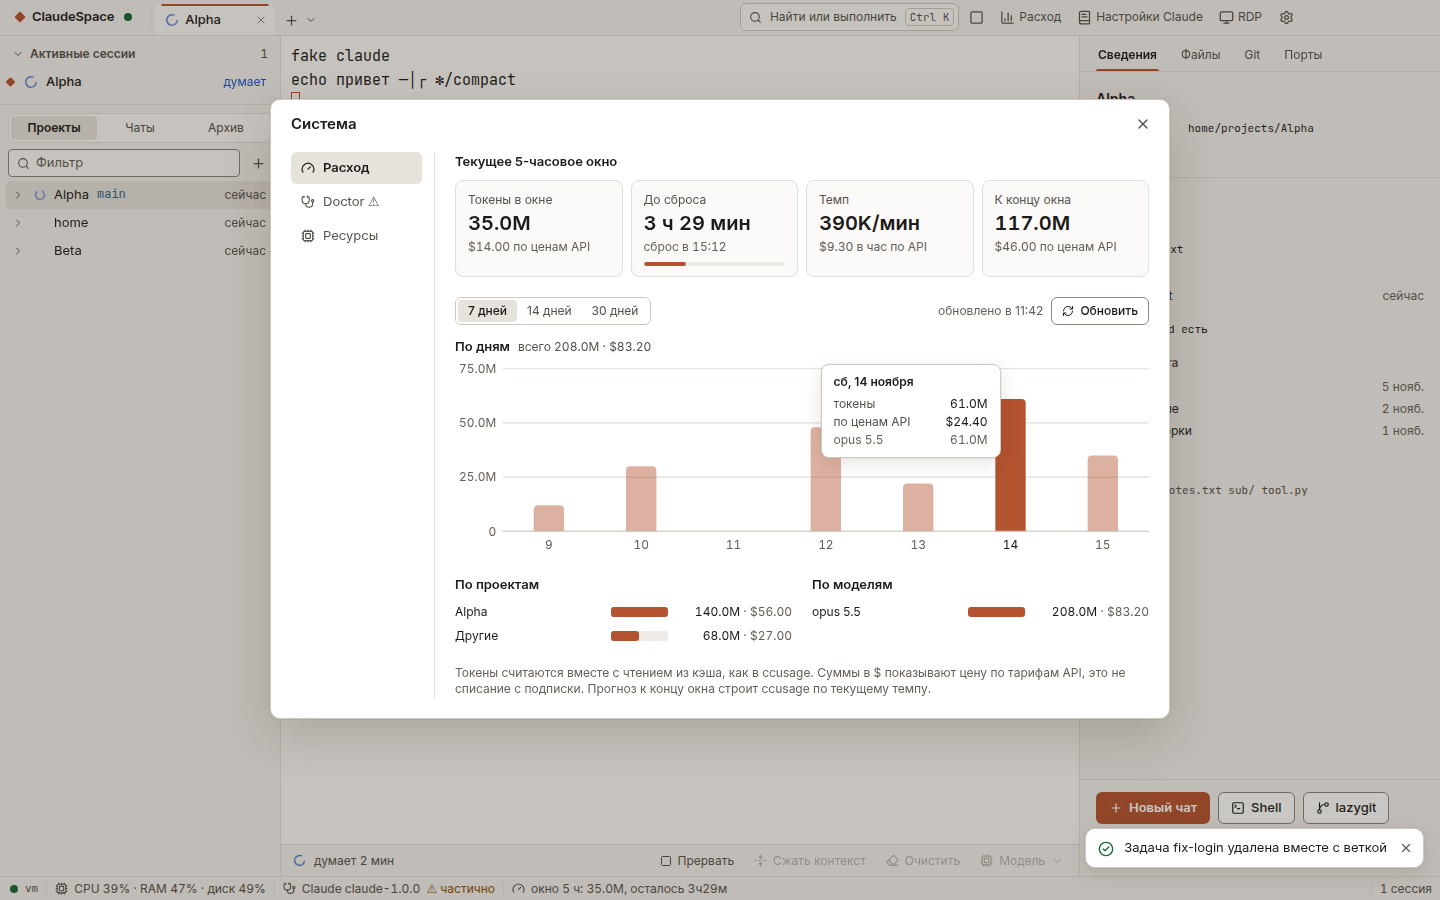 ClaudeSpace
Alpha
Найти или выполнить Ctrl K
Расход
Настройки Claude
RDP
Активные сессии 1
Alpha думает
Проекты Чаты Архив
Фильтр
Alpha main сейчас
home сейчас
Beta сейчас
fake claude
echo привет —│┌ ✻/compact
Сведения Файлы Git Порты
Alpha
home/projects/Alpha
сейчас
есть
5 нояб.
2 нояб.
1 нояб.
sub/ tool.py
Система
Расход
Doctor ⚠
Ресурсы
Текущее 5-часовое окно
Токены в окне
35.0M
$14.00 по ценам API
До сброса
3 ч 29 мин
сброс в 15:12
Темп
390K/мин
$9.30 в час по API
К концу окна
117.0M
$46.00 по ценам API
7 дней 14 дней 30 дней
обновлено в 11:42 Обновить
По дням всего 208.0M · $83.20
75.0M
50.0M
25.0M
0
9 10 11 12 13 14 15
сб, 14 ноября
токены 61.0M
по ценам API $24.40
opus 5.5 61.0M
По проектам
Alpha 140.0M · $56.00
Другие 68.0M · $27.00
По моделям
opus 5.5 208.0M · $83.20
Токены считаются вместе с чтением из кэша, как в ccusage. Суммы в $ показывают цену по тарифам API, это не
списание с подписки. Прогноз к концу окна строит ccusage по текущему темпу.
Новый чат Shell lazygit
Задача fix-login удалена вместе с веткой
думает 2 мин
Прервать Сжать контекст Очистить Модель
vm CPU 39% · RAM 47% · диск 49% Claude claude-1.0.0 ⚠ частично окно 5 ч: 35.0M, осталось 3ч29м 1 сессия